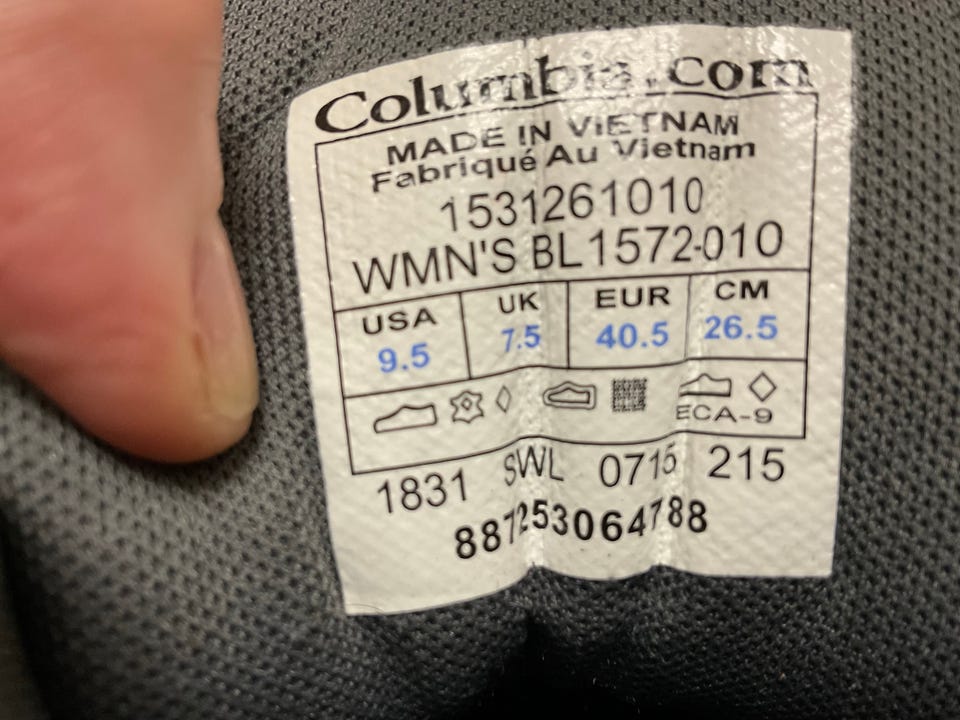 Columbia.com
MADE IN VIETNAM
Fabriqué Au Vietnam
1531261010
WMN'S BL1572-010
USA UK EUR CM
9.5 7.5 40.5 26.5
ECA-9
1831 SWL 0715 215
887253064788